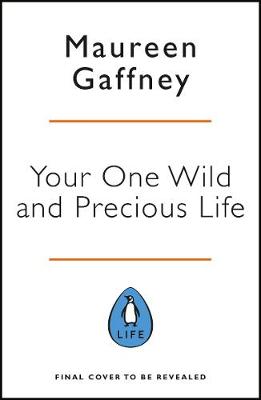 Maureen
Gaffney
Your One Wild
and Precious Life
LIFE
FINAL COVER TO BE REVEALED